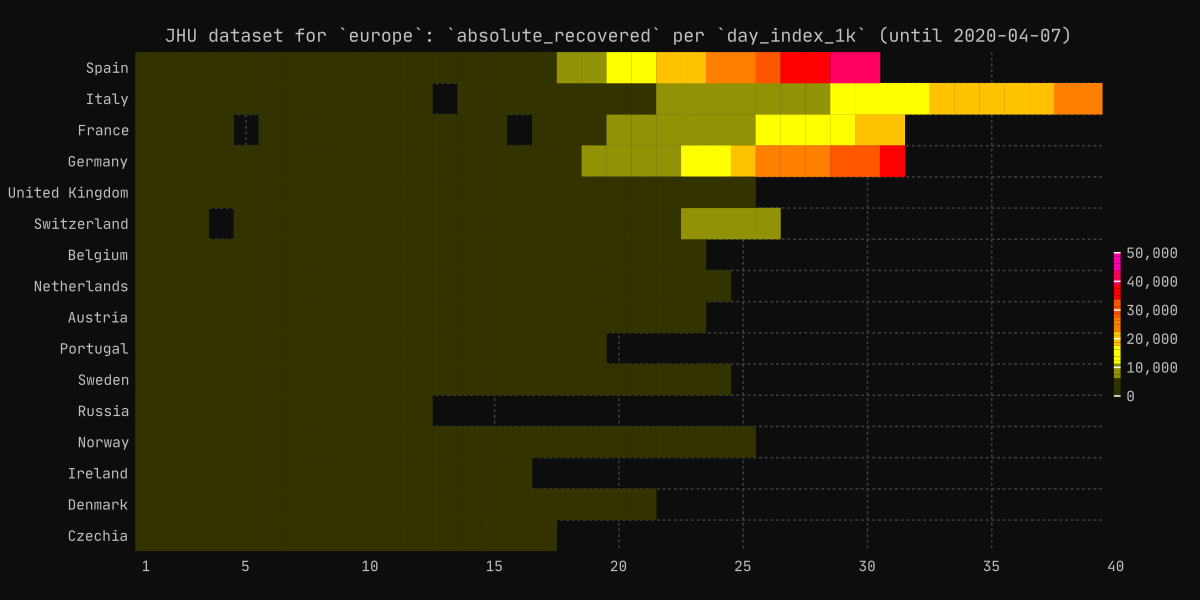 JHU dataset for `europe`: `absolute_recovered` per `day_index_1k` (until 2020-04-07)
Spain
Italy
France
Germany
United Kingdom
Switzerland
Belgium
Netherlands
Austria
Portugal
Sweden
Russia
Norway
Ireland
Denmark
Czechia
1 5 10 15 20 25 30 35 40
50,000
40,000
30,000
20,000
10,000
0